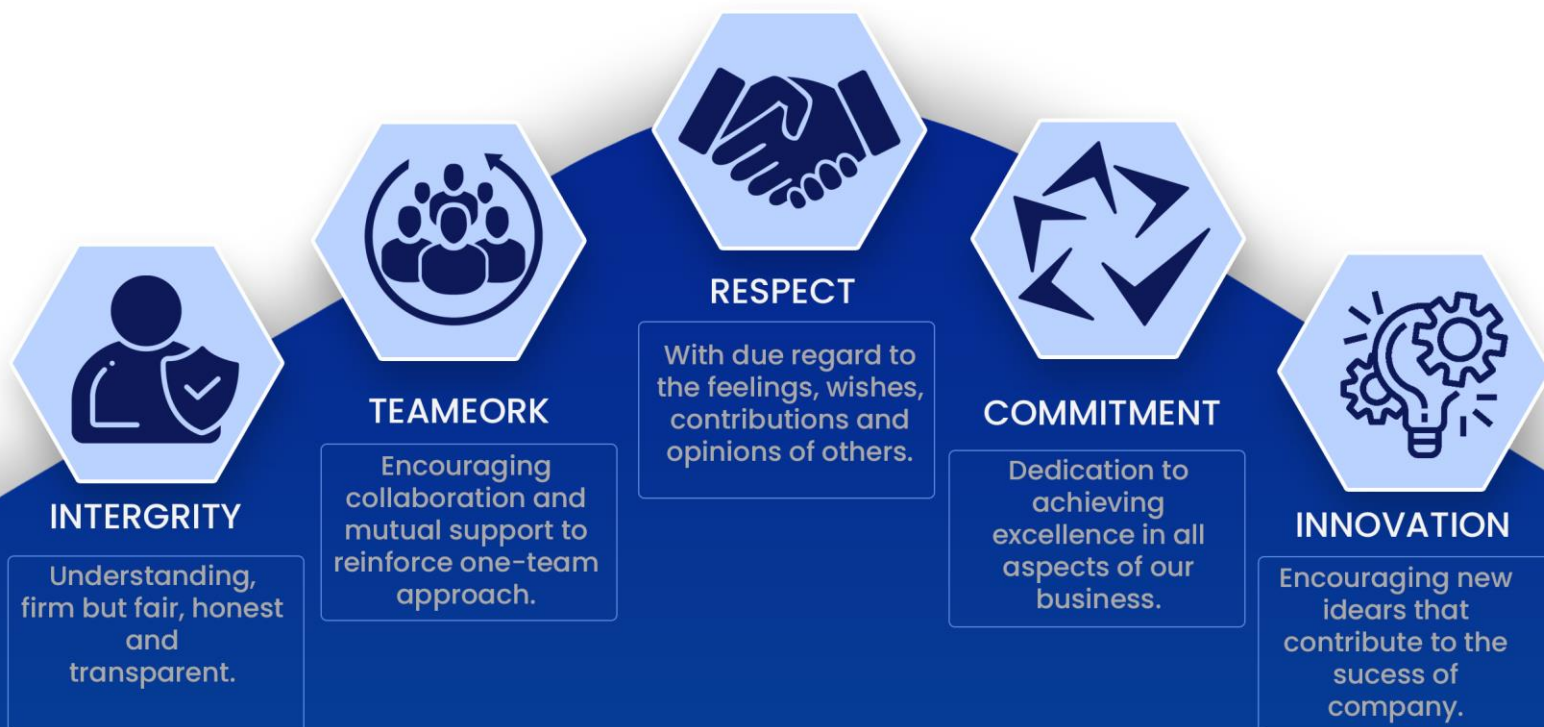 INTERGRITY
Understanding,
firm but fair, honest
and
transparent.
TEAMEORK
Encouraging
collaboration and
mutual support to
reinforce one-team
approach.
RESPECT
With due regard to
the feelings, wishes,
contributions and
opinions of others.
COMMITMENT
Dedication to
achieving
excellence in all
aspects of our
business.
INNOVATION
Encouraging new
idears that
contribute to the
sucess of
company.